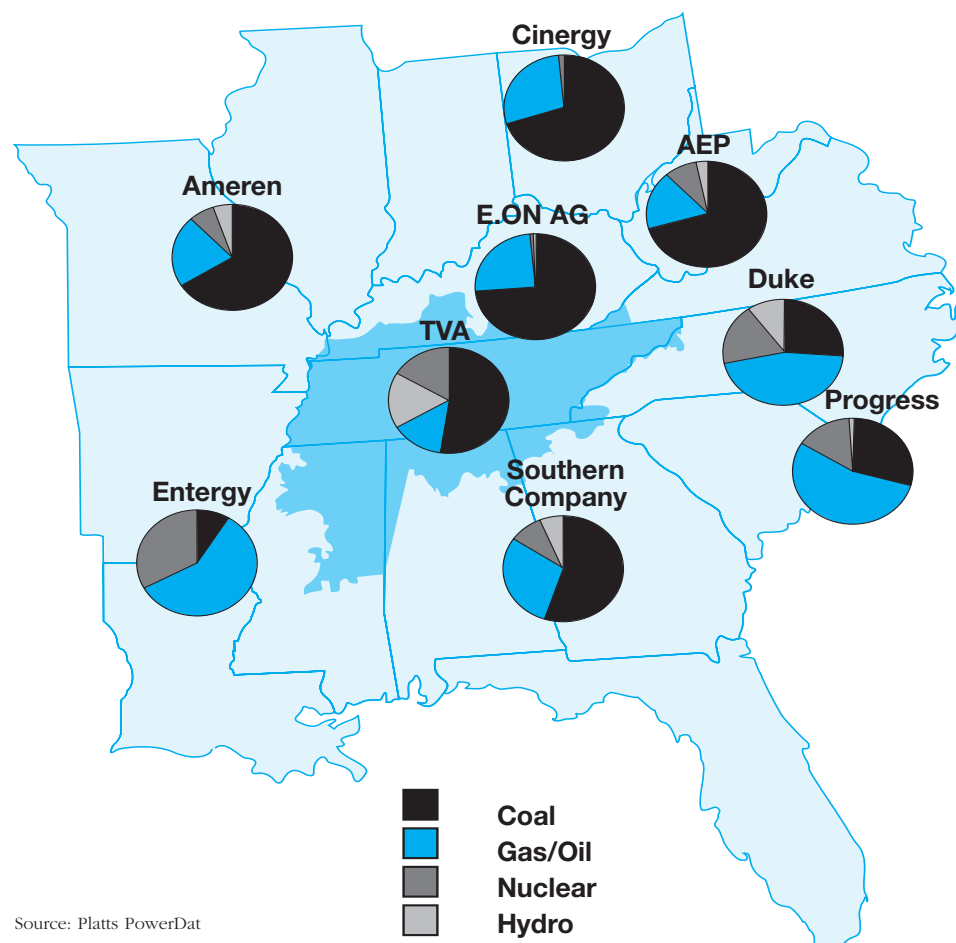 Cinergy
AEP
Ameren
E.ON AG
Duke
TVA
Progress
Southern
Company
Entergy
Coal
Gas/Oil
Nuclear
Hydro
Source: Platts PowerDat